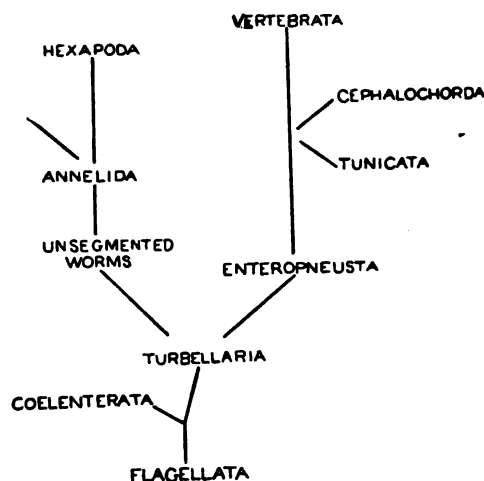 VERTEBRATA
HEXAPODA
CEPHALOCHORDA
TUNICATA
ANNELIDA
UNSEGMENTED
WORMS
ENTEROPNEUSTA
TURBELLARIA
COELENTERATA
FLAGELLATA